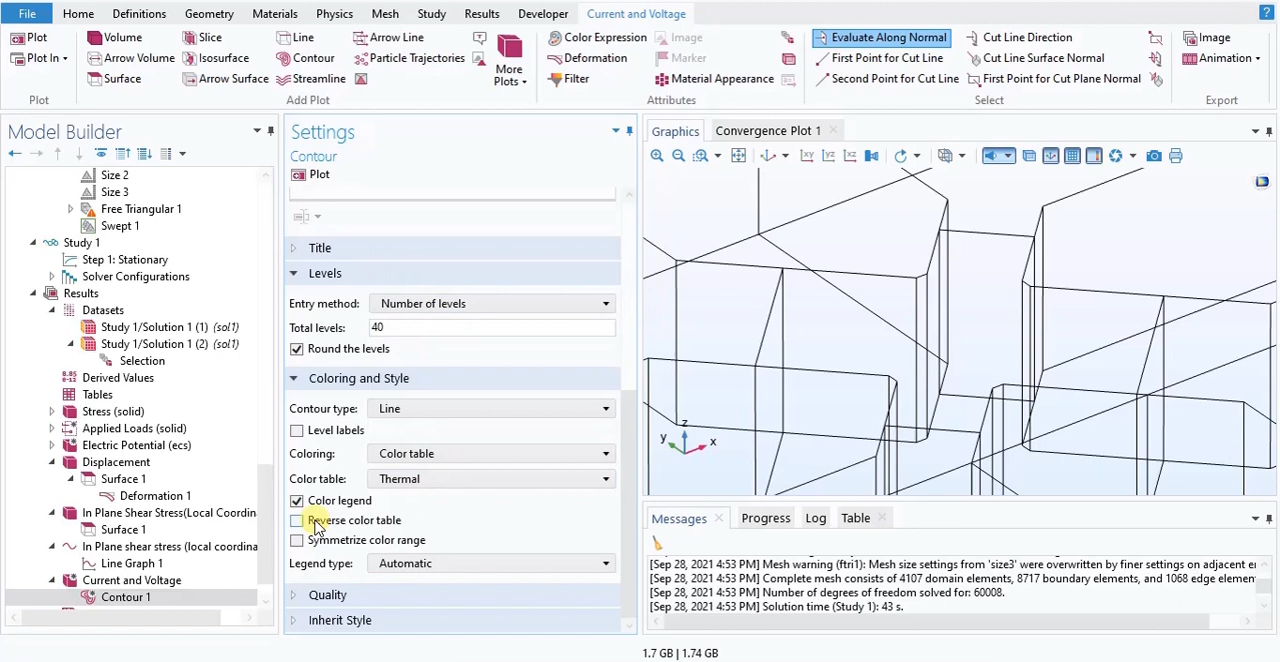 File Home Definitions Geometry Materials Physics Mesh Study Results Developer Current and Voltage ?
Plot Volume Slice Line Arrow Line Color Expression Image Evaluate Along Normal Cut Line Direction Image
Plot In Arrow Volume Isosurface Contour Particle Trajectories More Plots Deformation Marker First Point for Cut Line Cut Line Surface Normal Animation
Surface Arrow Surface Streamline Filter Material Appearance Second Point for Cut Line First Point for Cut Plane Normal
Plot Add Plot Attributes Select Export
Model Builder
Size 2
Size 3
Free Triangular 1
Swept 1
Study 1
Step 1: Stationary
Solver Configurations
Results
Datasets
Study 1/Solution 1 (1) (sol1)
Study 1/Solution 1 (2) (sol1)
Selection
8.85
e-12
Derived Values
Tables
Stress (solid)
Applied Loads (solid)
Electric Potential (ecs)
Displacement
Surface 1
Deformation 1
In Plane Shear Stress(Local Coordin
Surface 1
In Plane shear stress (local coordina
Line Graph 1
Current and Voltage
Contour 1
Settings
Contour
Plot
Title
Levels
Entry method: Number of levels
Total levels: 40
Round the levels
Coloring and Style
Contour type: Line
Level labels
Coloring: Color table
Color table: Thermal
Color legend
Reverse color table
Symmetrize color range
Legend type: Automatic
Quality
Inherit Style
Graphics Convergence Plot 1
xy yz xz
z
y
x
Messages Progress Log Table
[Sep 28, 2021 4:53 PM] Mesh warning (ftri1): Mesh size settings from 'size3' were overwritten by finer settings on adjacent er
[Sep 28, 2021 4:53 PM] Complete mesh consists of 4107 domain elements, 8717 boundary elements, and 1068 edge elemen
[Sep 28, 2021 4:53 PM] Number of degrees of freedom solved for: 60008.
[Sep 28, 2021 4:53 PM] Solution time (Study 1): 43 s.
1.7 GB | 1.74 GB